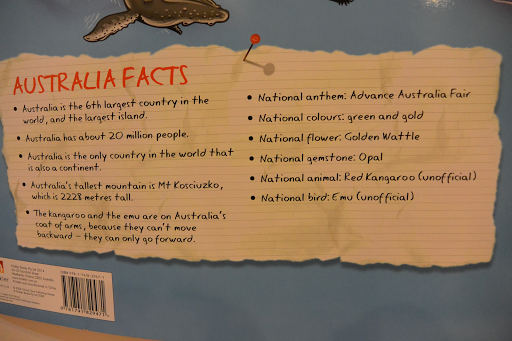 AUSTRALIA FACTS
• Australia is the 6th largest country in the
world, and the largest island.
• Australia has about 20 million people.
• Australia is the only country in the world that
is also a continent.
• Australia's tallest mountain is Mt Kosciuzko,
which is 2228 metres tall.
• The kangaroo and the emu are on Australia's
coat of arms, because they can't move
backward – they can only go forward.
• National anthem: Advance Australia Fair
• National colours: green and gold
• National flower: Golden Wattle
• National gemstone: Opal
• National animal: Red Kangaroo (unofficial)
• National bird: Emu (unofficial)